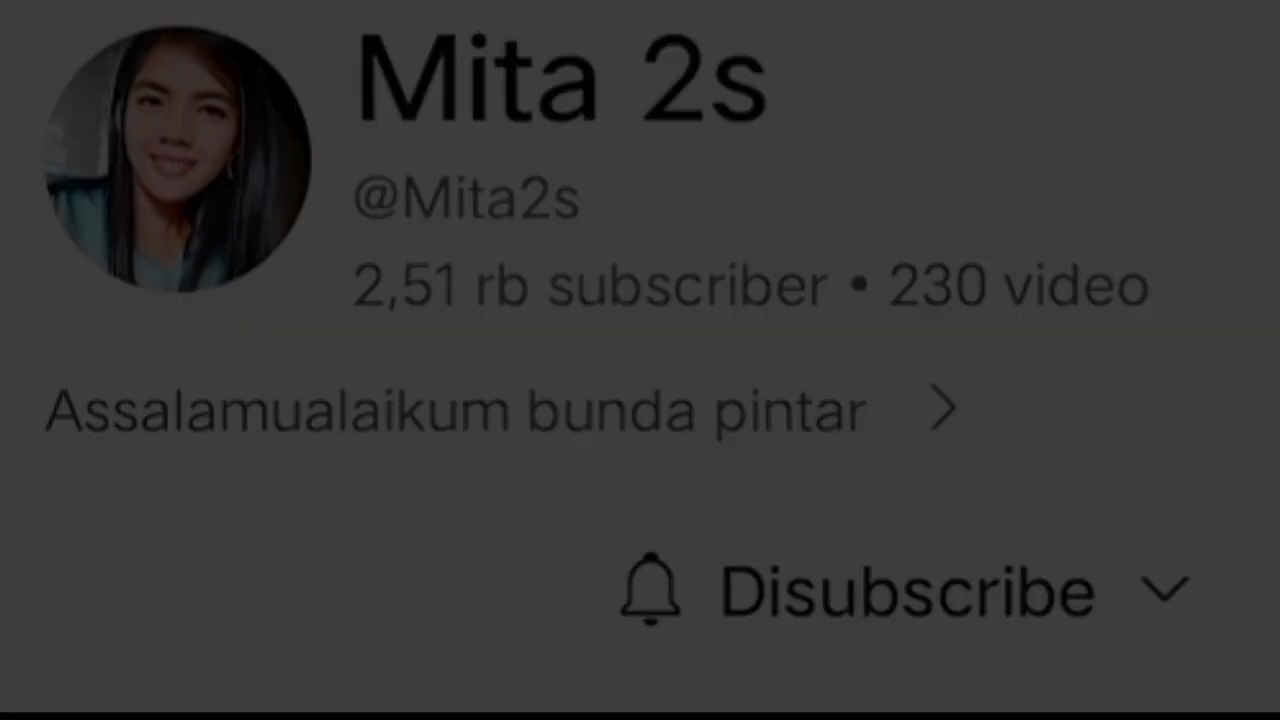 Mita 2s
@Mita2s
2,51 rb subscriber • 230 video
Assalamualaikum bunda pintar
Disubscribe